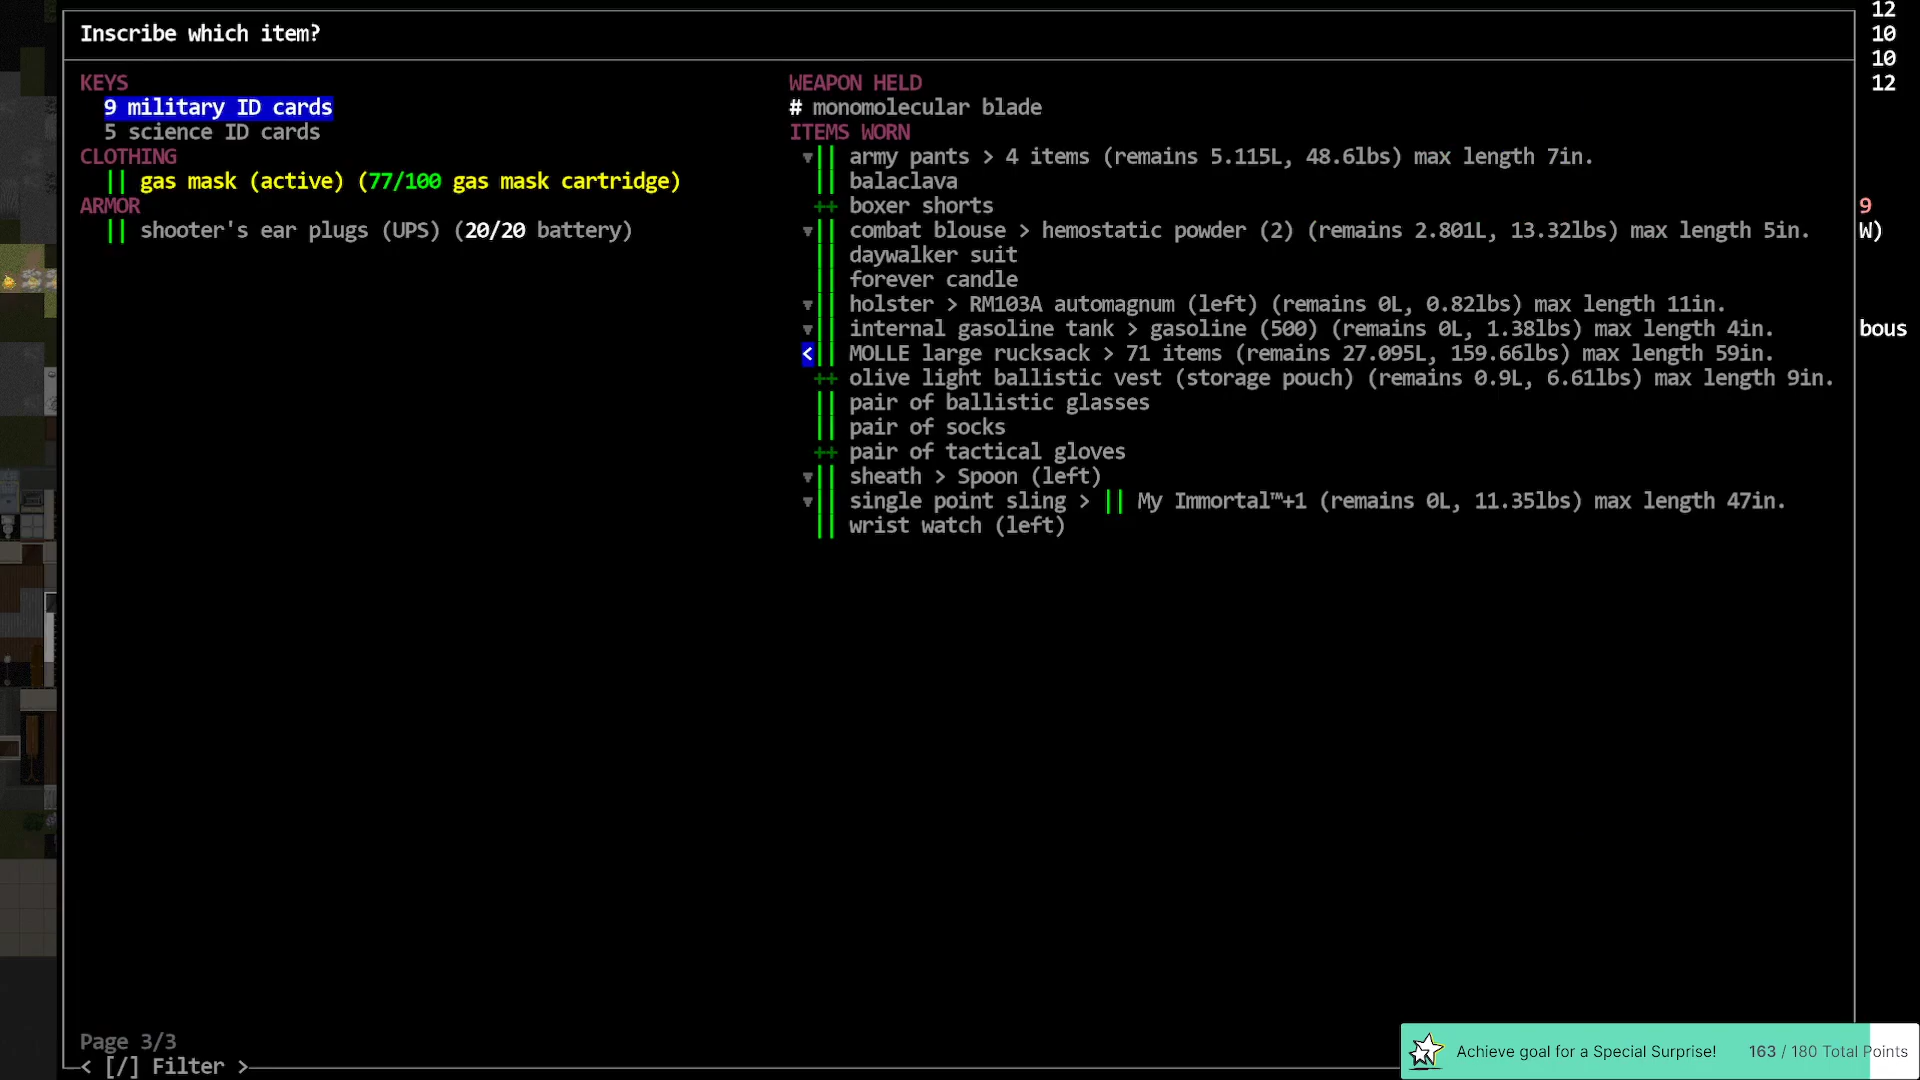 Inscribe which item?
KEYS
9 military ID cards
5 science ID cards
CLOTHING
|| gas mask (active) (77/100 gas mask cartridge)
ARMOR
|| shooter's ear plugs (UPS) (20/20 battery)
WEAPON HELD
# monomolecular blade
ITEMS WORN
▼|| army pants > 4 items (remains 5.115L, 48.6lbs) max length 7in.
|| balaclava
++ boxer shorts
▼|| combat blouse > hemostatic powder (2) (remains 2.801L, 13.32lbs) max length 5in.
|| daywalker suit
|| forever candle
▼|| holster > RM103A automagnum (left) (remains 0L, 0.82lbs) max length 11in.
▼|| internal gasoline tank > gasoline (500) (remains 0L, 1.38lbs) max length 4in.
<|| MOLLE large rucksack > 71 items (remains 27.095L, 159.66lbs) max length 59in.
++ olive light ballistic vest (storage pouch) (remains 0.9L, 6.61lbs) max length 9in.
|| pair of ballistic glasses
|| pair of socks
++ pair of tactical gloves
▼|| sheath > Spoon (left)
▼|| single point sling > || My Immortal™+1 (remains 0L, 11.35lbs) max length 47in.
|| wrist watch (left)
12
10
10
12
9
W)
bous
Page 3/3
< [/] Filter >
Achieve goal for a Special Surprise! 163 / 180 Total Points